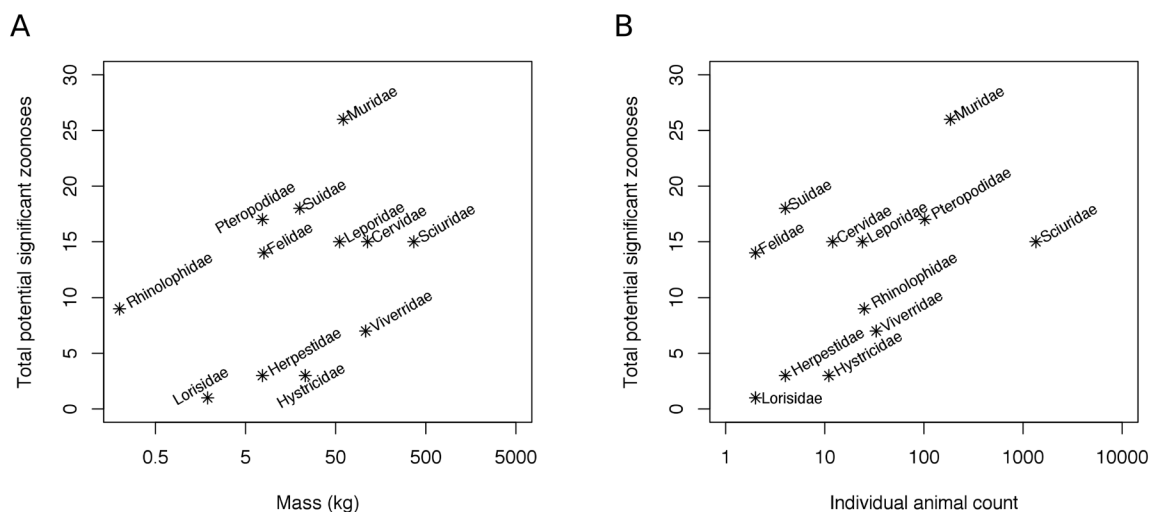 A
Total potential significant zoonoses
30
25
20
15
10
5
0
Muridae
Pteropodidae
Suidae
Leporidae
Cervidae
Sciuridae
Felidae
Rhinolophidae
Viverridae
Herpestidae
Lorisidae
Hystricidae
0.5 5 50 500 5000
Mass (kg)
B
Total potential significant zoonoses
30
25
20
15
10
5
0
Muridae
Suidae
Pteropodidae
Cervidae
Leporidae
Sciuridae
Felidae
Rhinolophidae
Viverridae
Herpestidae
Hystricidae
Lorisidae
1 10 100 1000 10000
Individual animal count